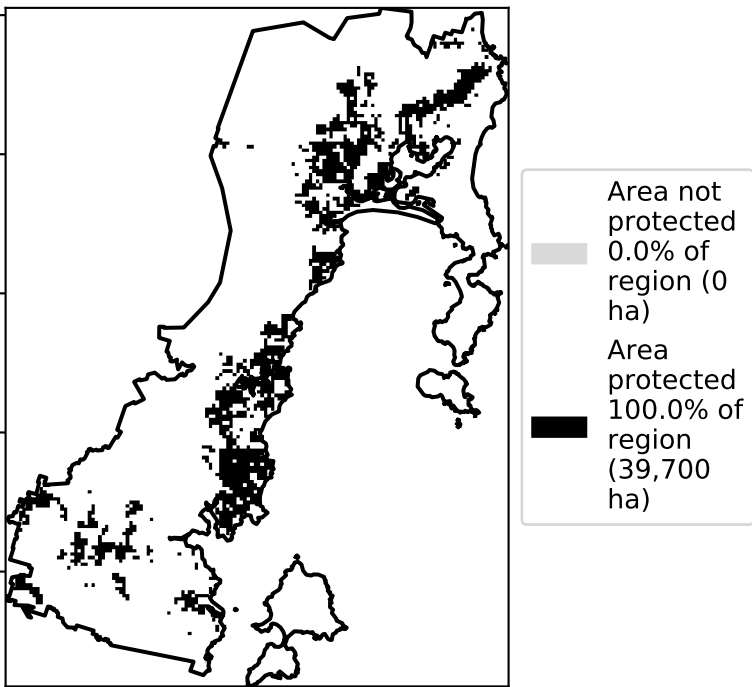 Area not
protected
0.0% of
region (0
ha)
Area
protected
100.0% of
region
(39,700
ha)